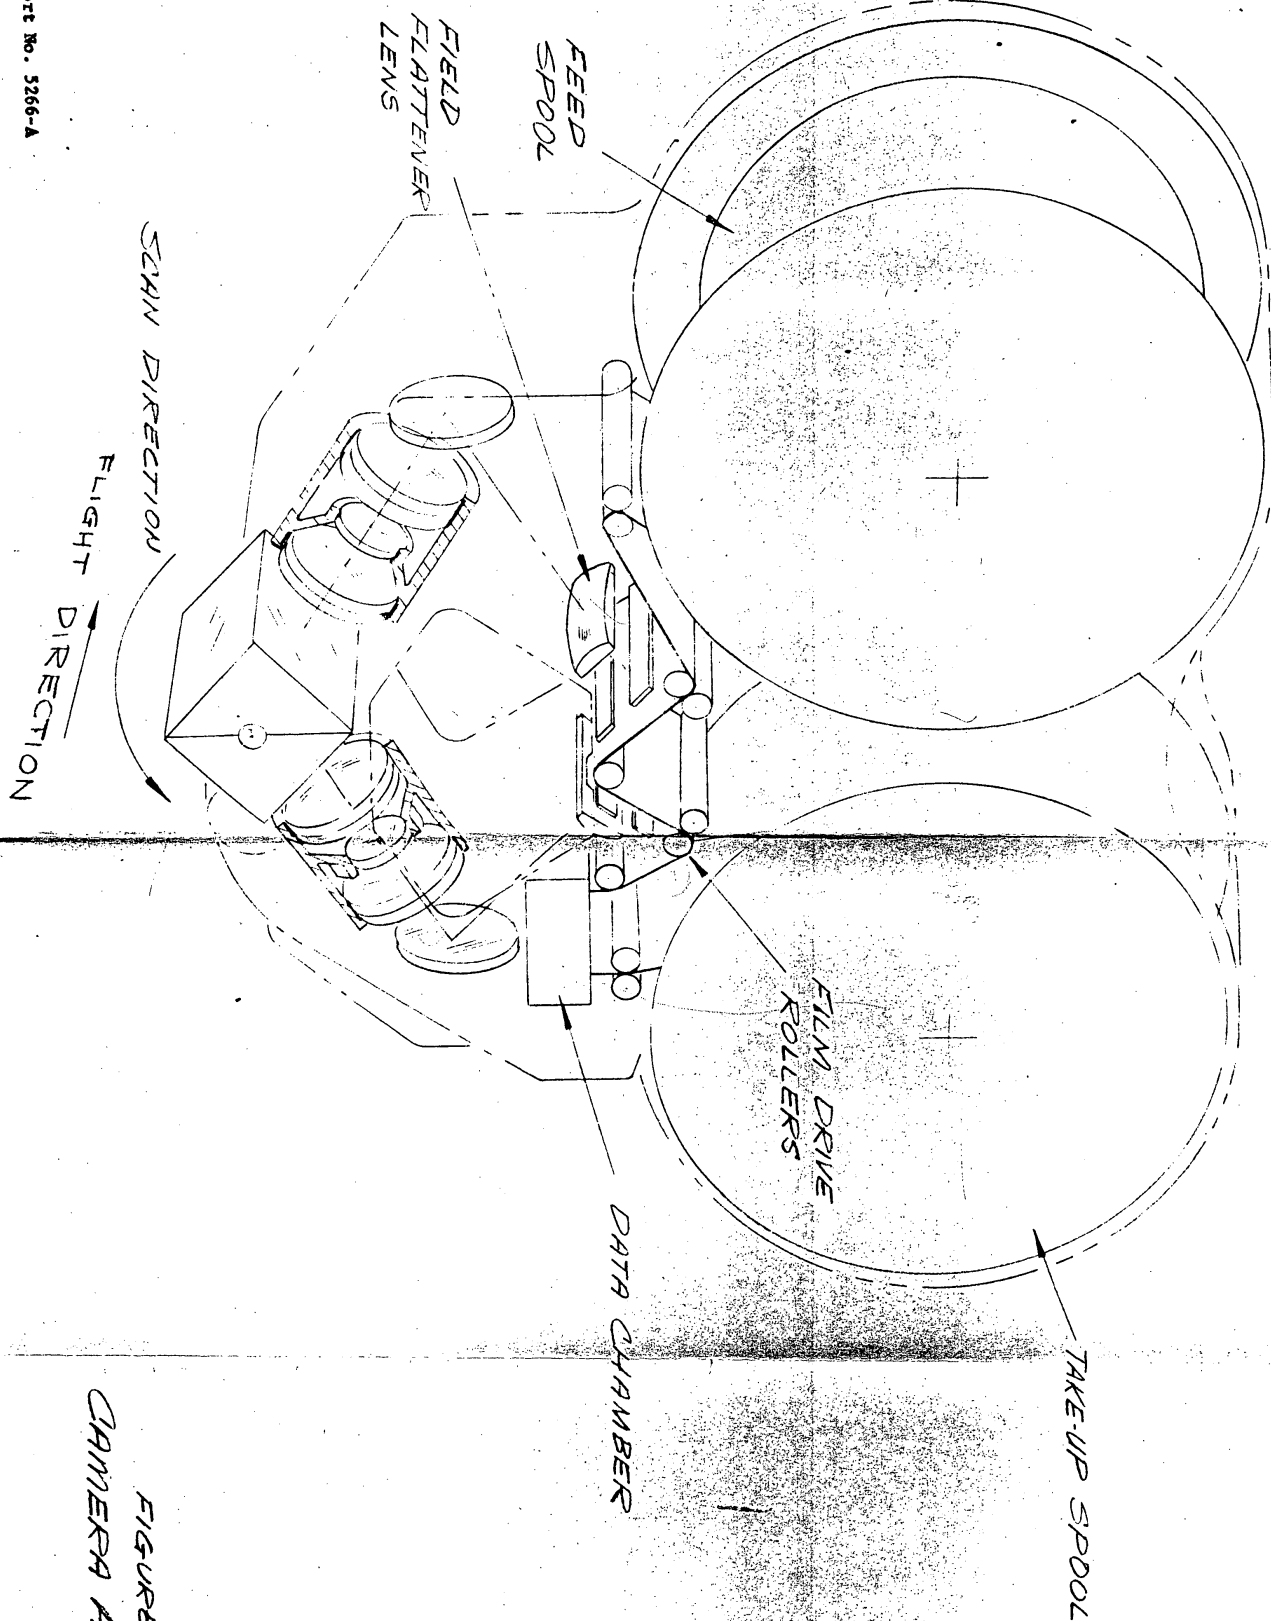 rt No. 5266-A
FIELD
FLATTENER
LENS
FEED
SPOOL
SCAN DIRECTION
FLIGHT DIRECTION
FILM DRIVE
ROLLERS
DATA CHAMBER
TAKE-UP SPOOL
FIGURE
CAMERA